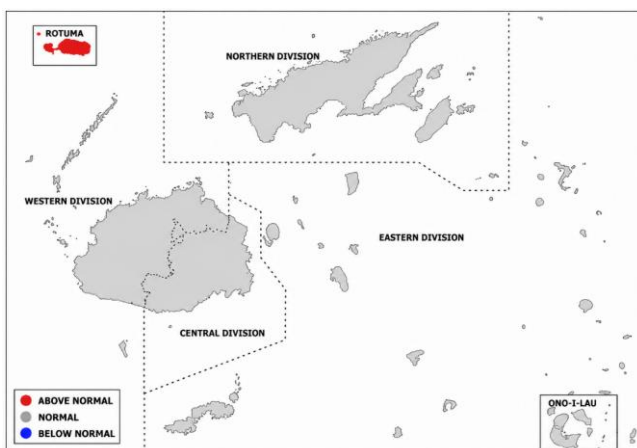 ROTUMA
NORTHERN DIVISION
WESTERN DIVISION
EASTERN DIVISION
CENTRAL DIVISION
ABOVE NORMAL
NORMAL
BELOW NORMAL
ONO-I-LAU